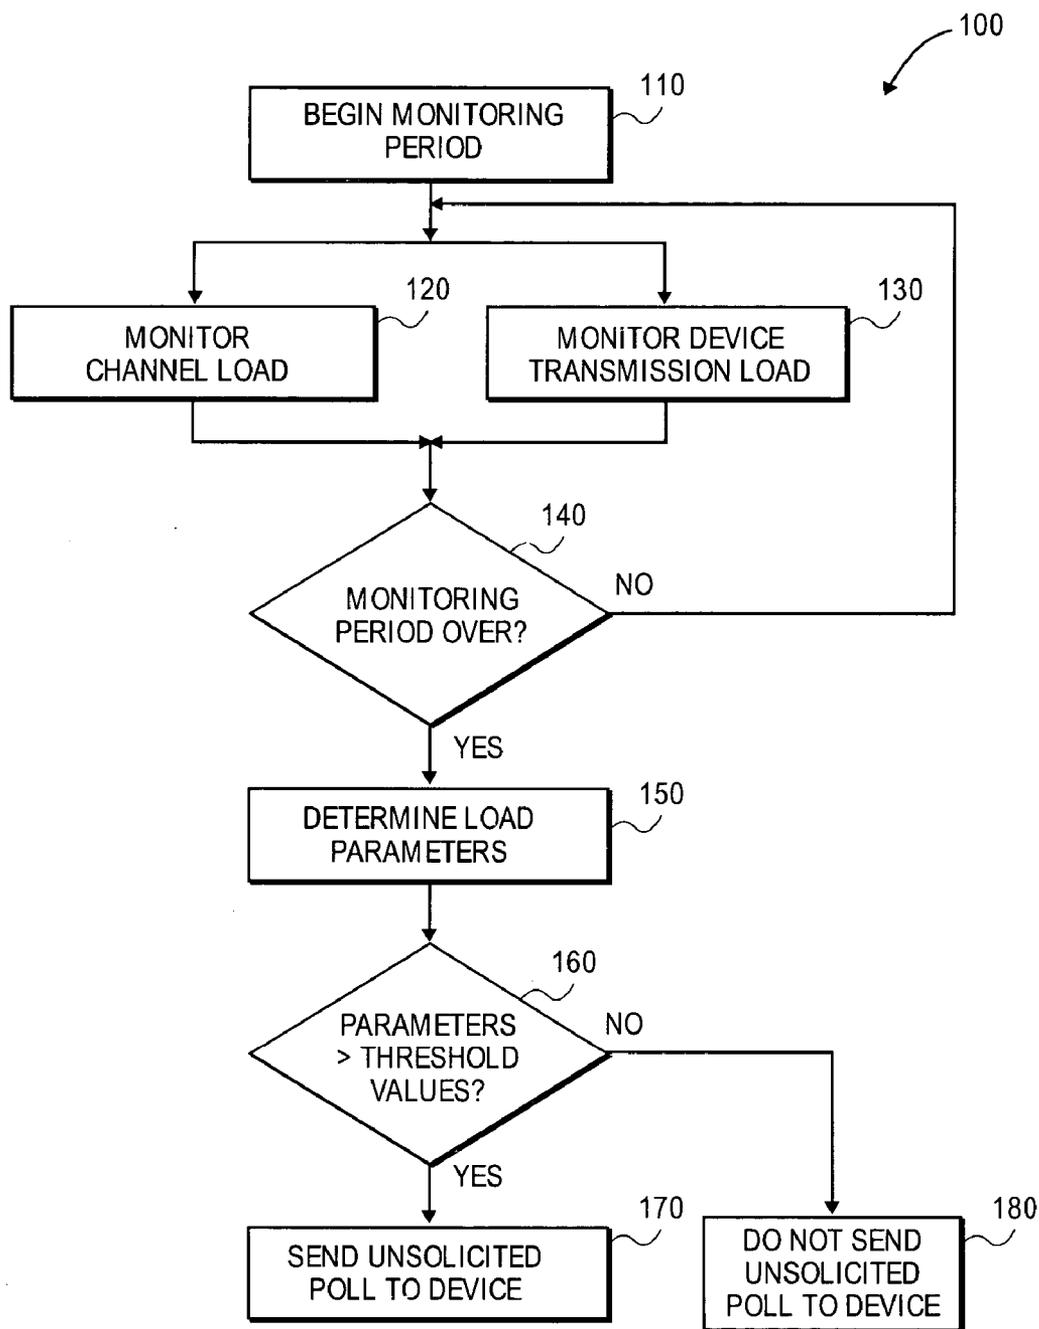 100
BEGIN MONITORING
PERIOD
110
MONITOR
CHANNEL LOAD
120
MONITOR DEVICE
TRANSMISSION LOAD
130
MONITORING
PERIOD OVER?
140
NO
YES
DETERMINE LOAD
PARAMETERS
150
PARAMETERS
> THRESHOLD
VALUES?
160
NO
YES
SEND UNSOLICITED
POLL TO DEVICE
170
DO NOT SEND
UNSOLICITED
POLL TO DEVICE
180